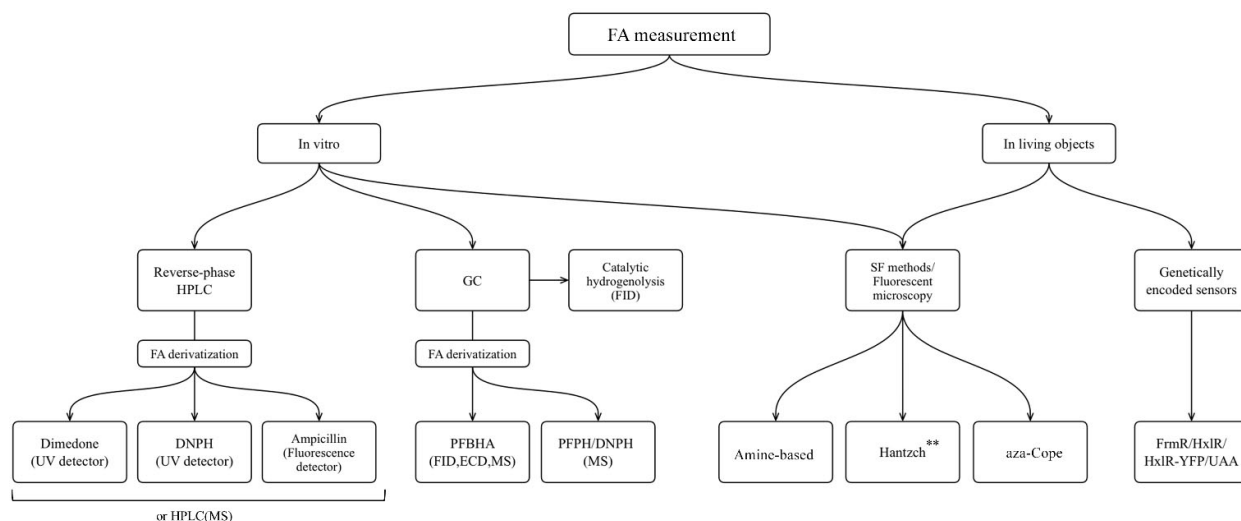 FA measurement
In vitro
In living objects
Reverse-phase
HPLC
GC
Catalytic
hydrogenolysis
(FID)
SF methods/
Fluorescent
microscopy
Genetically
encoded sensors
FA derivatization
FA derivatization
Dimedone
(UV detector)
DNPH
(UV detector)
Ampicillin
(Fluorescence
detector)
PFBHA
(FID,ECD,MS)
PFPH/DNPH
(MS)
Amine-based
Hantzch**
aza-Cope
FrmR/HxlR/
HxlR-YFP/UAA
or HPLC(MS)